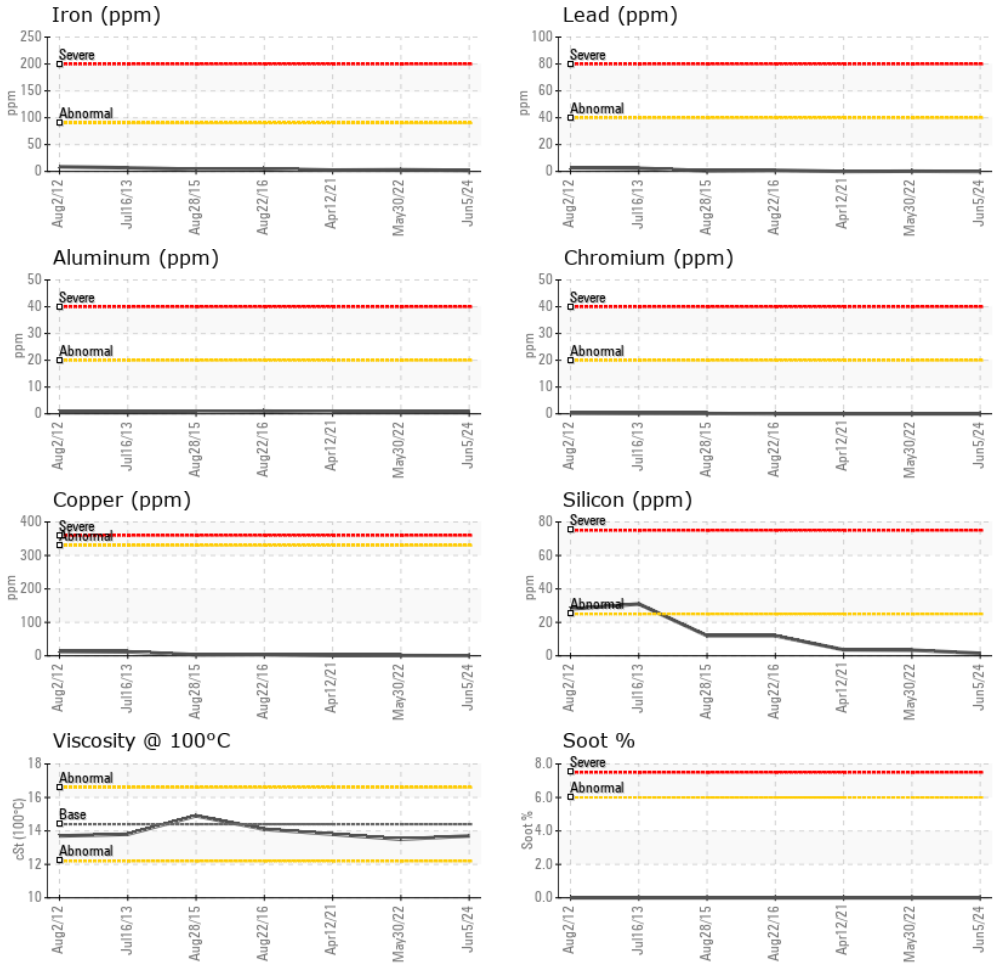 Iron (ppm)
250
200
150
100
50
0
ppm
Severe
Abnormal
Aug2/12
Jul16/13
Aug28/15
Aug22/16
Apr12/21
May30/22
Jun5/24
Lead (ppm)
100
80
60
40
20
0
ppm
Severe
Abnormal
Aug2/12
Jul16/13
Aug28/15
Aug22/16
Apr12/21
May30/22
Jun5/24
Aluminum (ppm)
50
40
30
20
10
0
ppm
Severe
Abnormal
Aug2/12
Jul16/13
Aug28/15
Aug22/16
Apr12/21
May30/22
Jun5/24
Chromium (ppm)
50
40
30
20
10
0
ppm
Severe
Abnormal
Aug2/12
Jul16/13
Aug28/15
Aug22/16
Apr12/21
May30/22
Jun5/24
Copper (ppm)
400
300
200
100
0
ppm
Severe
Abnormal
Aug2/12
Jul16/13
Aug28/15
Aug22/16
Apr12/21
May30/22
Jun5/24
Silicon (ppm)
80
60
40
20
0
ppm
Severe
Abnormal
Aug2/12
Jul16/13
Aug28/15
Aug22/16
Apr12/21
May30/22
Jun5/24
Viscosity @ 100°C
18
16
14
12
10
cSt (100°C)
Abnormal
Base
Abnormal
Aug2/12
Jul16/13
Aug28/15
Aug22/16
Apr12/21
May30/22
Jun5/24
Soot %
8.0
6.0
4.0
2.0
0.0
Soot %
Severe
Abnormal
Aug2/12
Jul16/13
Aug28/15
Aug22/16
Apr12/21
May30/22
Jun5/24